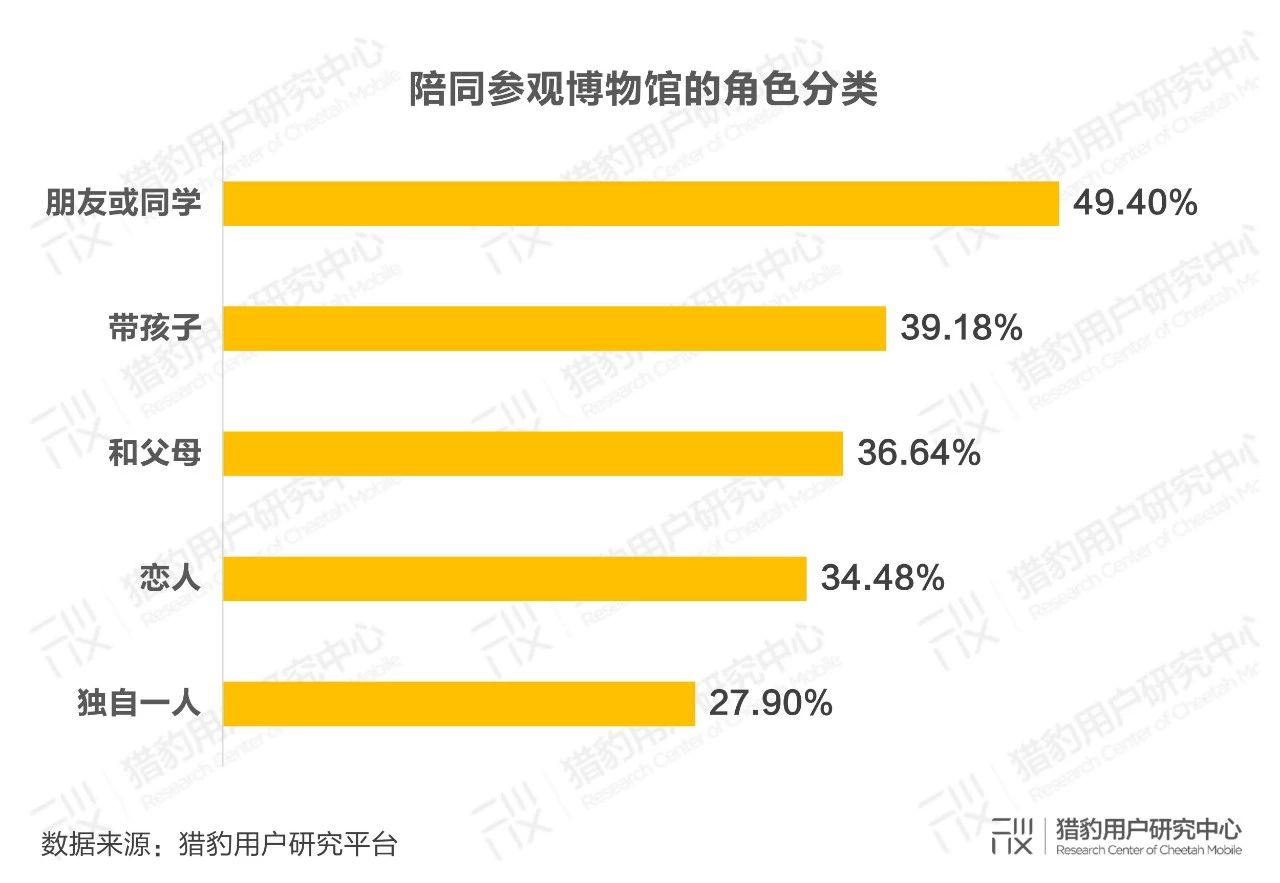 陪同参观博物馆的角色分类
朋友或同学 49.40%
带孩子 39.18%
和父母 36.64%
恋人 34.48%
独自一人 27.90%
数据来源：猎豹用户研究平台
猎豹用户研究中心
Research Center of Cheetah Mobile